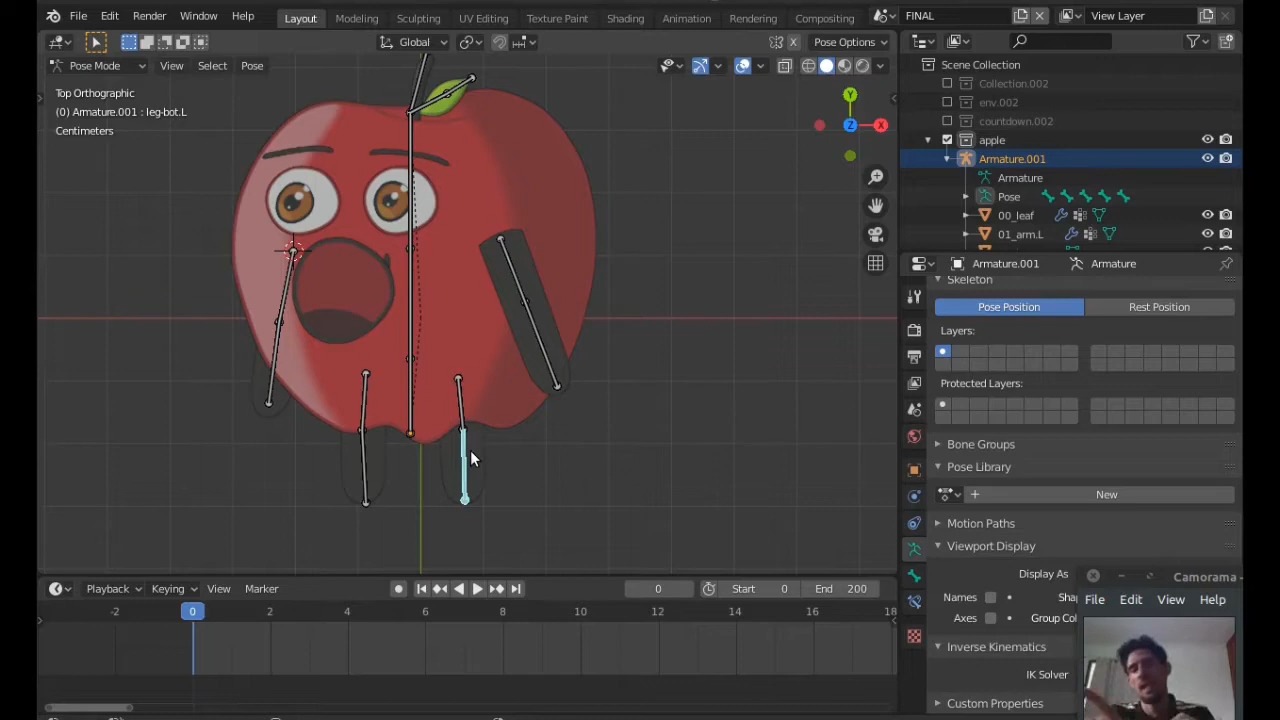 File Edit Render Window Help Layout Modeling Sculpting UV Editing Texture Paint Shading Animation Rendering Compositing FINAL View Layer
Global Pose Options
Pose Mode View Select Pose
Top Orthographic
(0) Armature.001 : leg-bot.L
Centimeters
Y
Z X
Scene Collection
Collection.002
env.002
countdown.002
apple
Armature.001
Armature
Pose
00_leaf
01_arm.L
Armature.001 Armature
Skeleton
Pose Position Rest Position
Layers:
Protected Layers:
Bone Groups
Pose Library
+ New
Motion Paths
Viewport Display
Display As
Names Sha
Axes Group Col
Inverse Kinematics
IK Solver
Custom Properties
Camorama -
File Edit View Help
Playback Keying View Marker 0 Start 0 End 200
-2 0 2 4 6 8 10 12 14 16 18